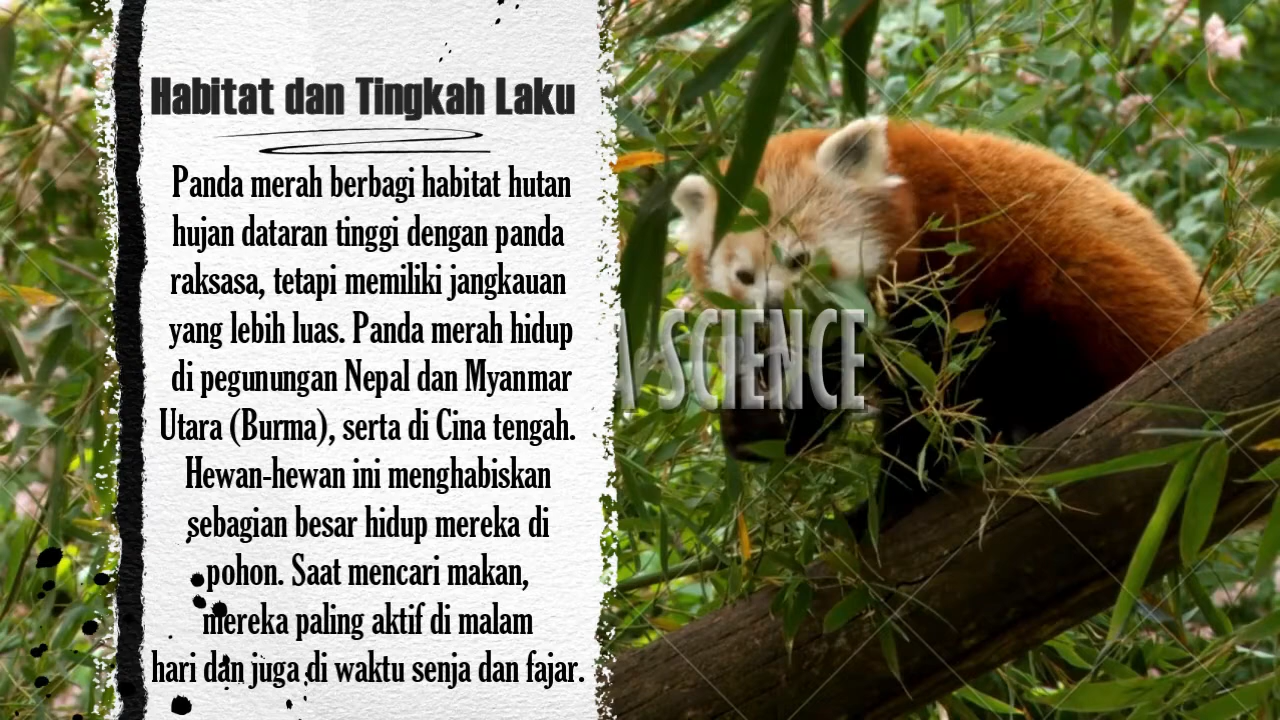 Habitat dan Tingkah Laku
Panda merah berbagi habitat hutan
hujan dataran tinggi dengan panda
raksasa, tetapi memiliki jangkauan
yang lebih luas. Panda merah hidup
di pegunungan Nepal dan Myanmar
Utara (Burma), serta di Cina tengah.
Hewan-hewan ini menghabiskan
sebagian besar hidup mereka di
pohon. Saat mencari makan,
mereka paling aktif di malam
hari dan juga di waktu senja dan fajar.
A SCIENCE